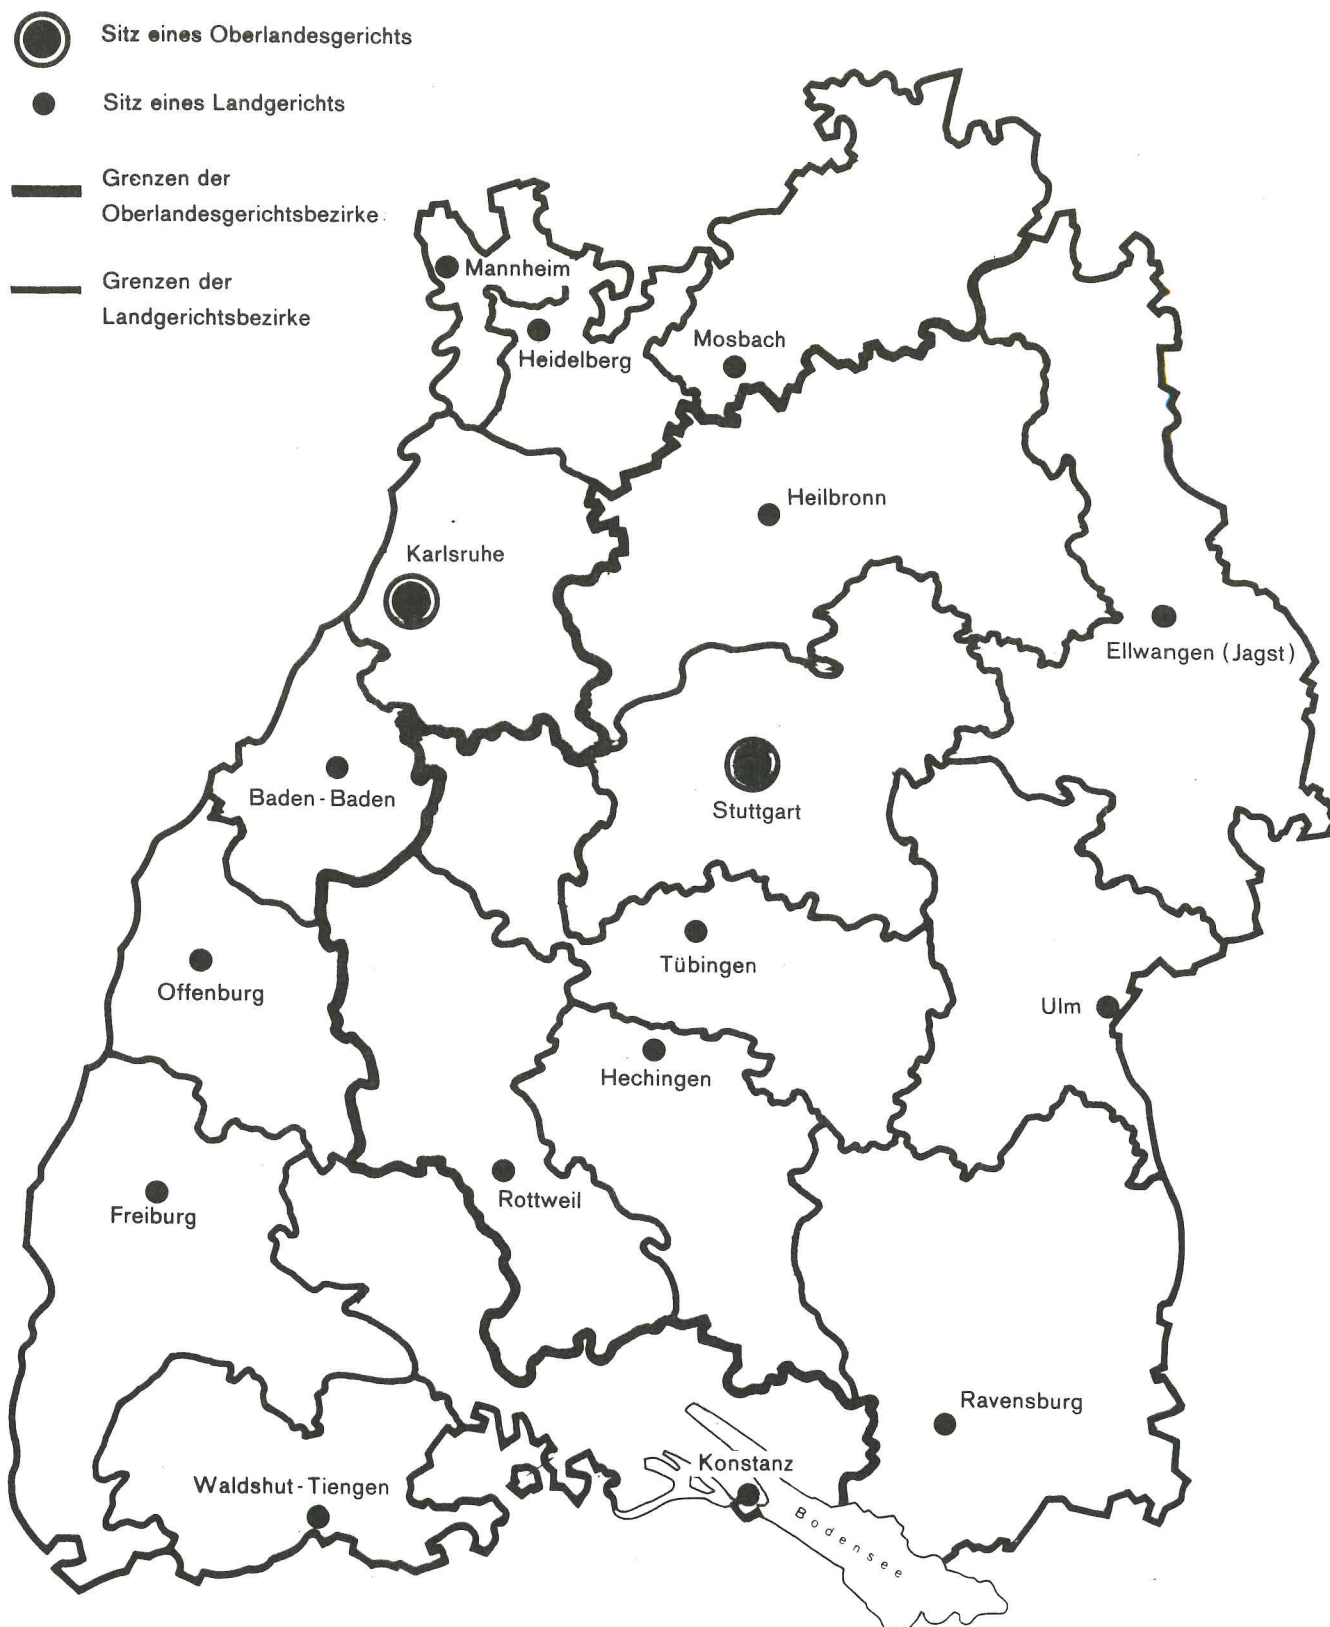 Sitz eines Oberlandesgerichts
Sitz eines Landgerichts
Grenzen der
Oberlandesgerichtsbezirke
Grenzen der
Landgerichtsbezirke
Mannheim
Heidelberg
Mosbach
Heilbronn
Karlsruhe
Ellwangen (Jagst)
Baden-Baden
Stuttgart
Tübingen
Offenburg
Ulm
Hechingen
Rottweil
Freiburg
Ravensburg
Konstanz
Waldshut-Tiengen
Bodensee